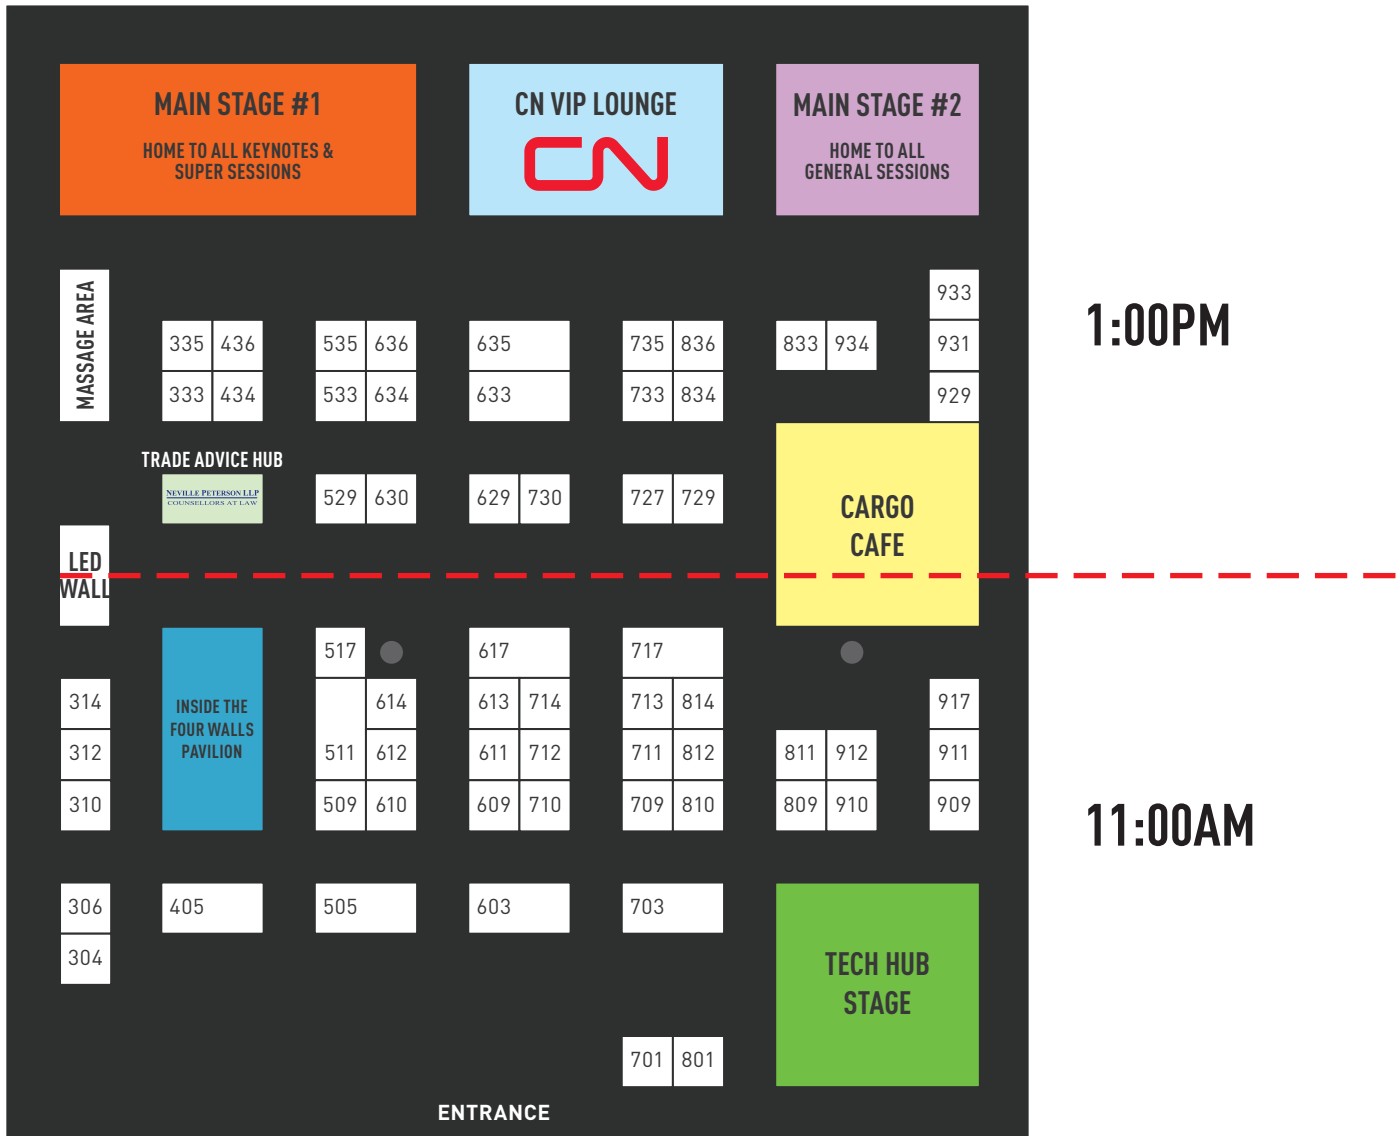 MAIN STAGE #1
HOME TO ALL KEYNOTES &
SUPER SESSIONS
CN VIP LOUNGE
CN
MAIN STAGE #2
HOME TO ALL
GENERAL SESSIONS
MASSAGE AREA
933
335 436 535 636 635 735 836 833 934 931
333 434 533 634 633 733 834 929
1:00PM
TRADE ADVICE HUB
NEVILLE PETERSON LLP
COUNSELLORS AT LAW
529 630 629 730 727 729
CARGO
CAFE
LED
WALL
INSIDE THE
FOUR WALLS
PAVILION
517 617 717
314 614 613 714 713 814 917
312 511 612 611 712 711 812 811 912 911
310 509 610 609 710 709 810 809 910 909
11:00AM
306 405 505 603 703
304
TECH HUB
STAGE
701 801
ENTRANCE